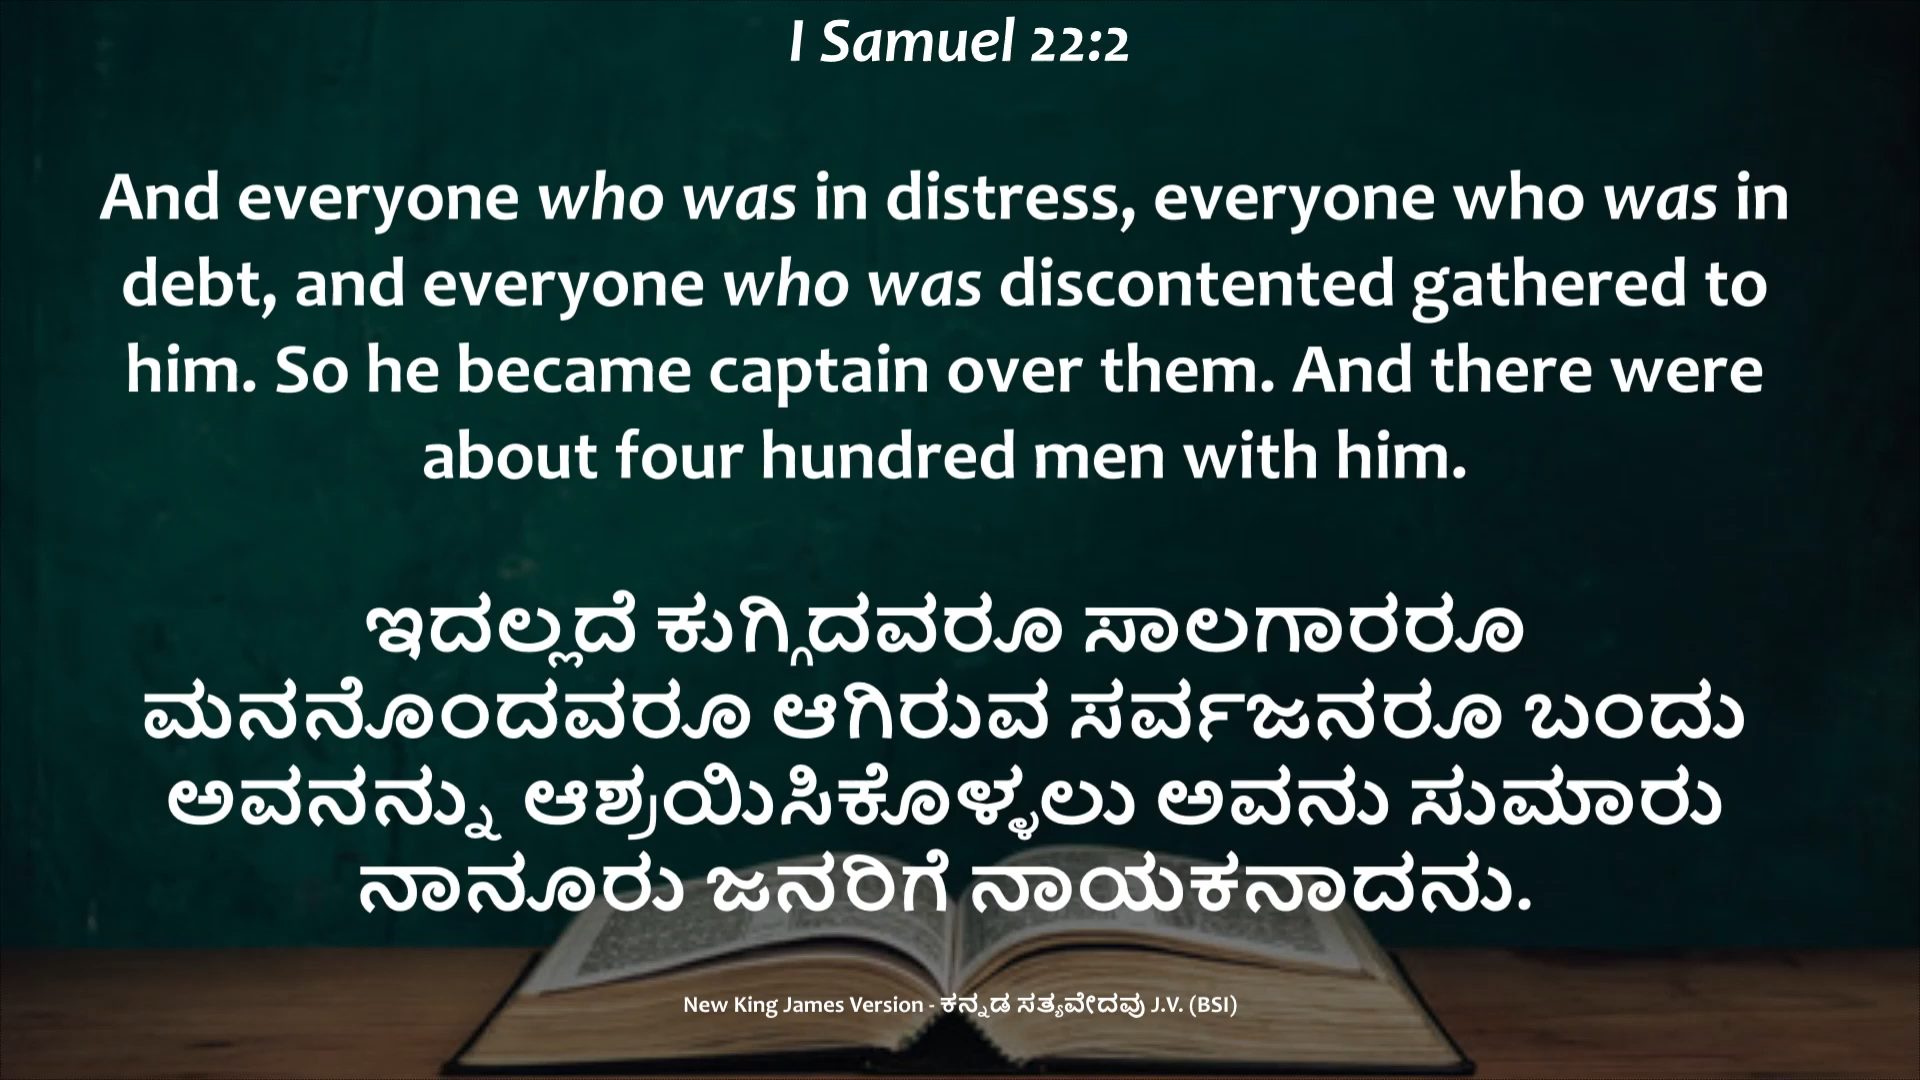 I Samuel 22:2
And everyone who was in distress, everyone who was in
debt, and everyone who was discontented gathered to
him. So he became captain over them. And there were
about four hundred men with him.
ಇದಲ್ಲದೆ ಕುಗ್ಗಿದವರೂ ಸಾಲಗಾರರೂ
ಮನನೊಂದವರೂ ಆಗಿರುವ ಸರ್ವಜನರೂ ಬಂದು
ಅವನನ್ನು ಆಶ್ರಯಿಸಿಕೊಳ್ಳಲು ಅವನು ಸುಮಾರು
ನಾನೂರು ಜನರಿಗೆ ನಾಯಕನಾದನು.
New King James Version - ಕನ್ನಡ ಸತ್ಯವೇದವು J.V. (BSI)